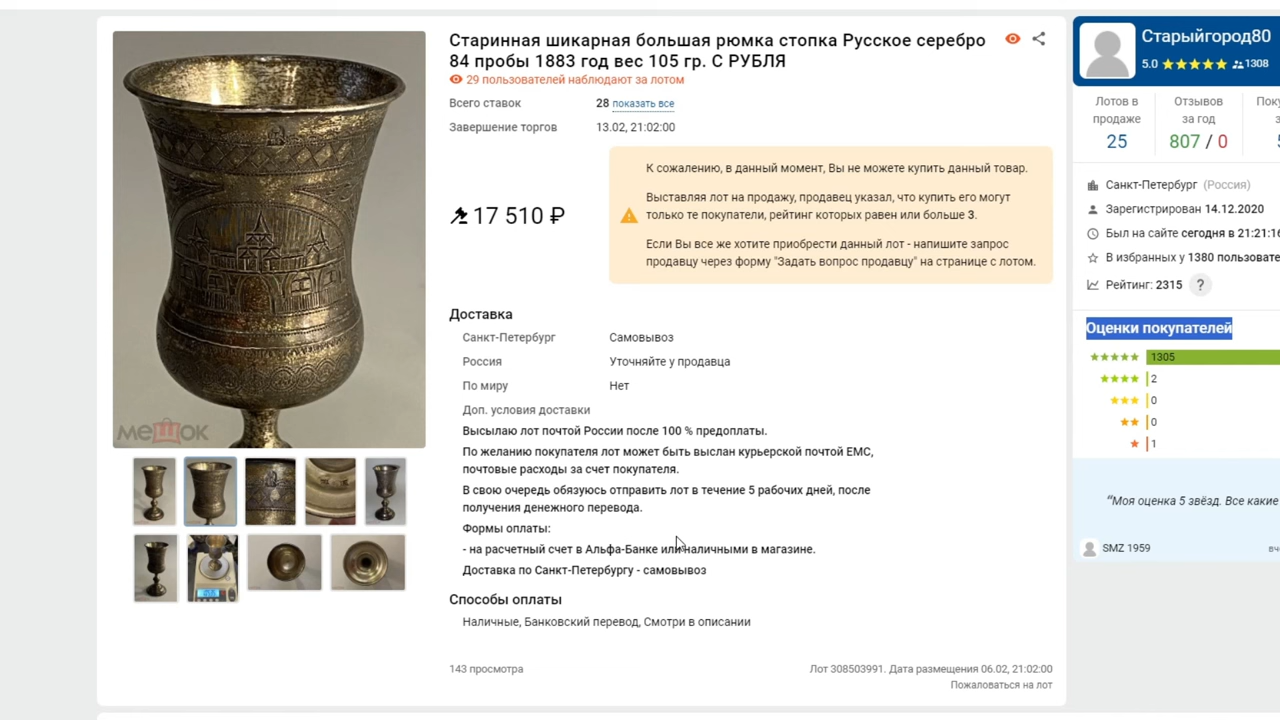 Старинная шикарная большая рюмка стопка Русское серебро
84 пробы 1883 год вес 105 гр. С РУБЛЯ
29 пользователей наблюдают за лотом
Всего ставок 28 показать все
Завершение торгов 13.02, 21:02:00
17 510 ₽
К сожалению, в данный момент, Вы не можете купить данный товар.
Выставляя лот на продажу, продавец указал, что купить его могут
только те покупатели, рейтинг которых равен или больше 3.
Если Вы все же хотите приобрести данный лот - напишите запрос
продавцу через форму "Задать вопрос продавцу" на странице с лотом.
Доставка
Санкт-Петербург Самовывоз
Россия Уточняйте у продавца
По миру Нет
Доп. условия доставки
Высылаю лот почтой России после 100 % предоплаты.
По желанию покупателя лот может быть выслан курьерской почтой ЕМС,
почтовые расходы за счет покупателя.
В свою очередь обязуюсь отправить лот в течение 5 рабочих дней, после
получения денежного перевода.
Формы оплаты:
- на расчетный счет в Альфа-Банке или наличными в магазине.
Доставка по Санкт-Петербургу - самовывоз
Способы оплаты
Наличные, Банковский перевод, Смотри в описании
143 просмотра
Лот 308503991. Дата размещения 06.02, 21:02:00
Пожаловаться на лот
мешок
Старыйгород80
5.0 1308
Лотов в Отзывов Поку
продаже за год з
25 807 / 0 5
Санкт-Петербург (Россия)
Зарегистрирован 14.12.2020
Был на сайте сегодня в 21:21:16
В избранных у 1380 пользовате
Рейтинг: 2315 ?
Оценки покупателей
1305
2
0
0
1
“Моя оценка 5 звёзд. Все какие
SMZ 1959 вч